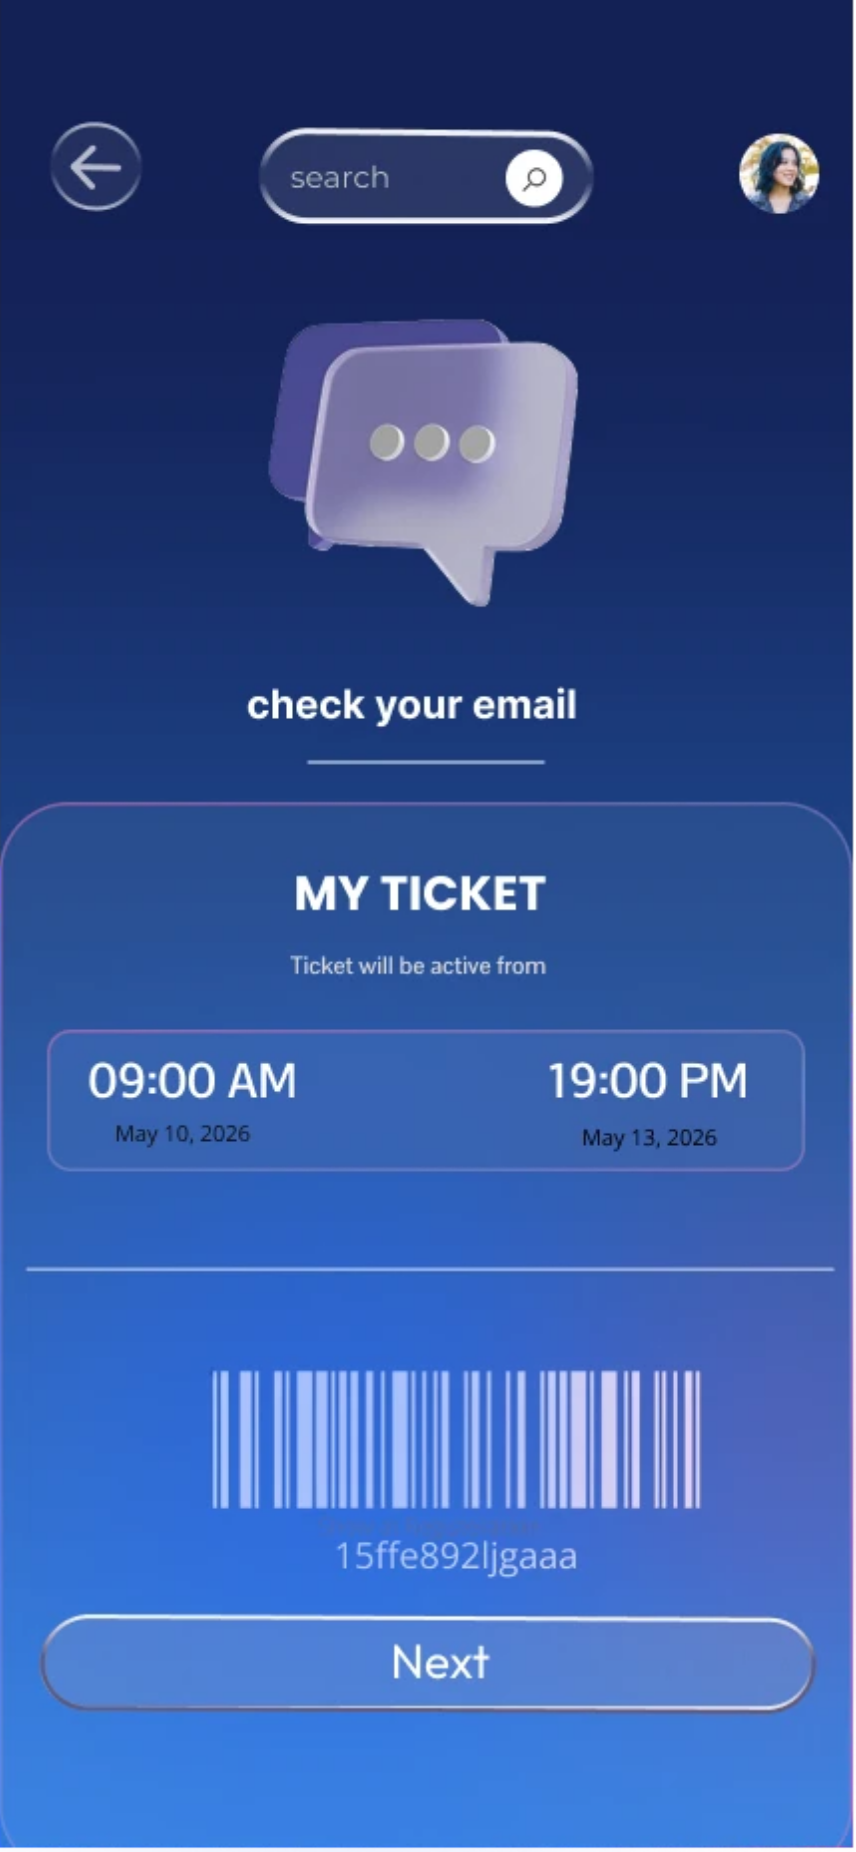 search
check your email
MY TICKET
Ticket will be active from
09:00 AM
19:00 PM
May 10, 2026
May 13, 2026
15ffe892ljgaaa
Next